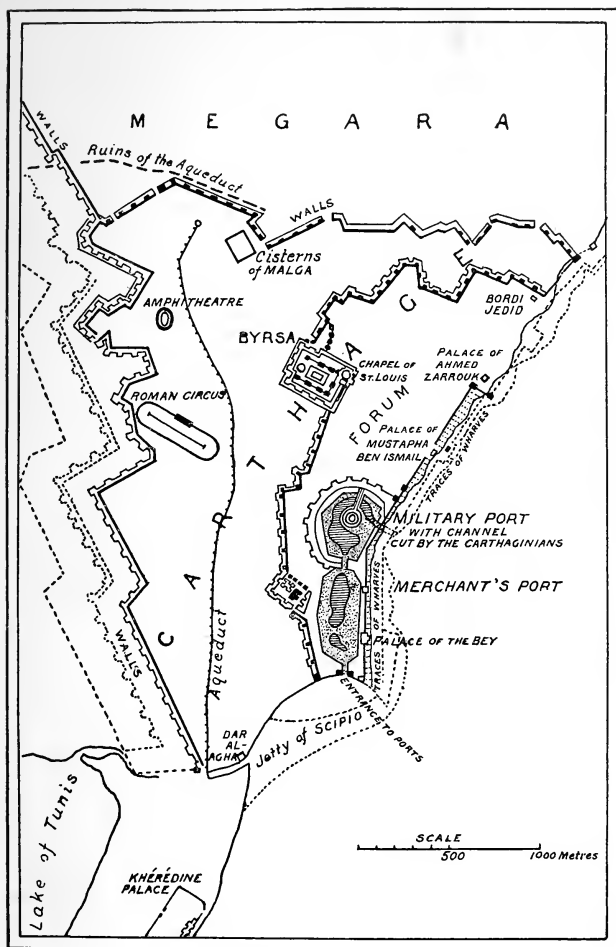 MEGARA
WALLS
Ruins of the Aqueduct
WALLS
Cisterns
of MALGA
AMPHITHEATRE
BORDJ
JEDID
BYRSA
CHAPEL OF
ST. LOUIS
PALACE OF
AHMED
ZARROUK
ROMAN CIRCUS
FORUM
PALACE OF
MUSTAPHA
BEN ISMAIL
TRACES OF WHARVES
CARTHAGE
MILITARY PORT
WITH CHANNEL
CUT BY THE CARTHAGINIANS
MERCHANT'S PORT
TRACES OF WHARVES
PALACE OF THE BEY
WALLS
Aqueduct
ENTRANCE TO PORTS
DAR
AL-
AGHA
Jetty of SCIPIO
Lake of Tunis
KHÉRÉDINE
PALACE
SCALE
500 1000 Metres